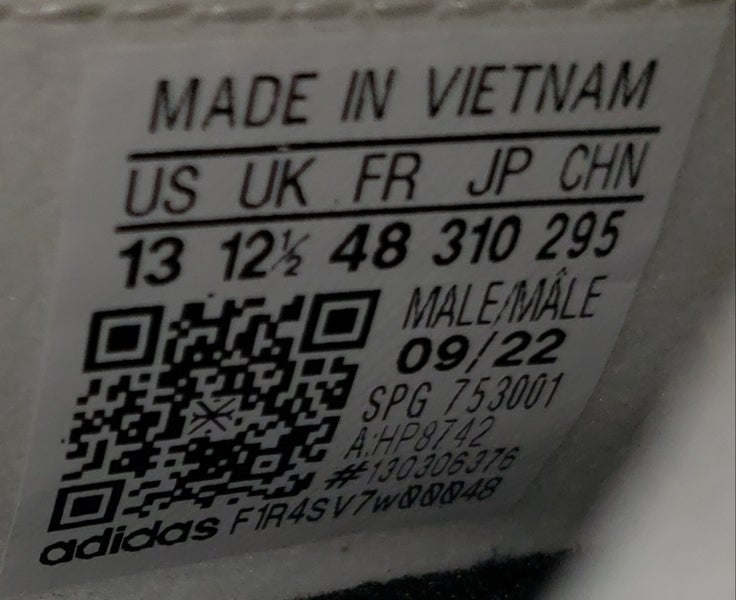 MADE IN VIETNAM
US UK FR JP CHN
13 12½ 48 310 295
MALE/MÂLE
09/22
SPG 753001
A:HP8742
#130306376
adidas F1R4SV7w00048